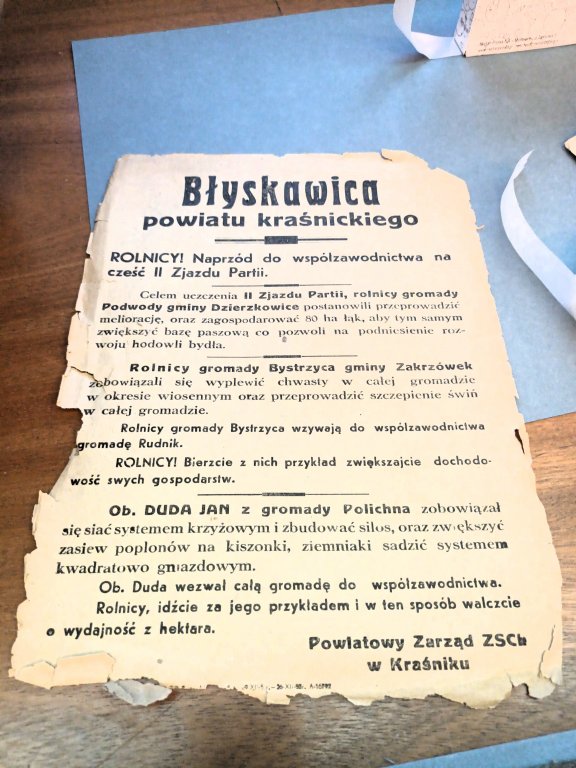 Błyskawica
powiatu kraśnickiego
ROLNICY! Naprzód do współzawodnictwa na
cześć II Zjazdu Partii.
Celem uczczenia II Zjazdu Partii, rolnicy gromady
Podwody gminy Dzierzkowice postanowili przeprowadzić
meliorację, oraz zagospodarować 80 ha łąk, aby tym samym
zwiększyć bazę paszową co pozwoli na podniesienie roz-
woju hodowli bydła.
Rolnicy gromady Bystrzyca gminy Zakrzówek
zobowiązali się wyplewić chwasty w całej gromadzie
w okresie wiosennym oraz przeprowadzić szczepienie świń
w całej gromadzie.
Rolnicy gromady Bystrzyca wzywają do współzawodnictwa
gromadę Rudnik.
ROLNICY! Bierzcie z nich przykład zwiększajcie dochodo-
wość swych gospodarstw.
Ob. DUDA JAN z gromady Polichna zobowiązał
się siać systemem krzyżowym i zbudować silos, oraz zwiększyć
zasiew poplonów na kiszonki, ziemniaki sadzić systemem
kwadratowo gniazdowym.
Ob. Duda wezwał całą gromadę do współzawodnictwa.
Rolnicy, idźcie za jego przykładem i w ten sposób walczcie
o wydajność z hektara.
Powiatowy Zarząd ZSCh
w Kraśniku